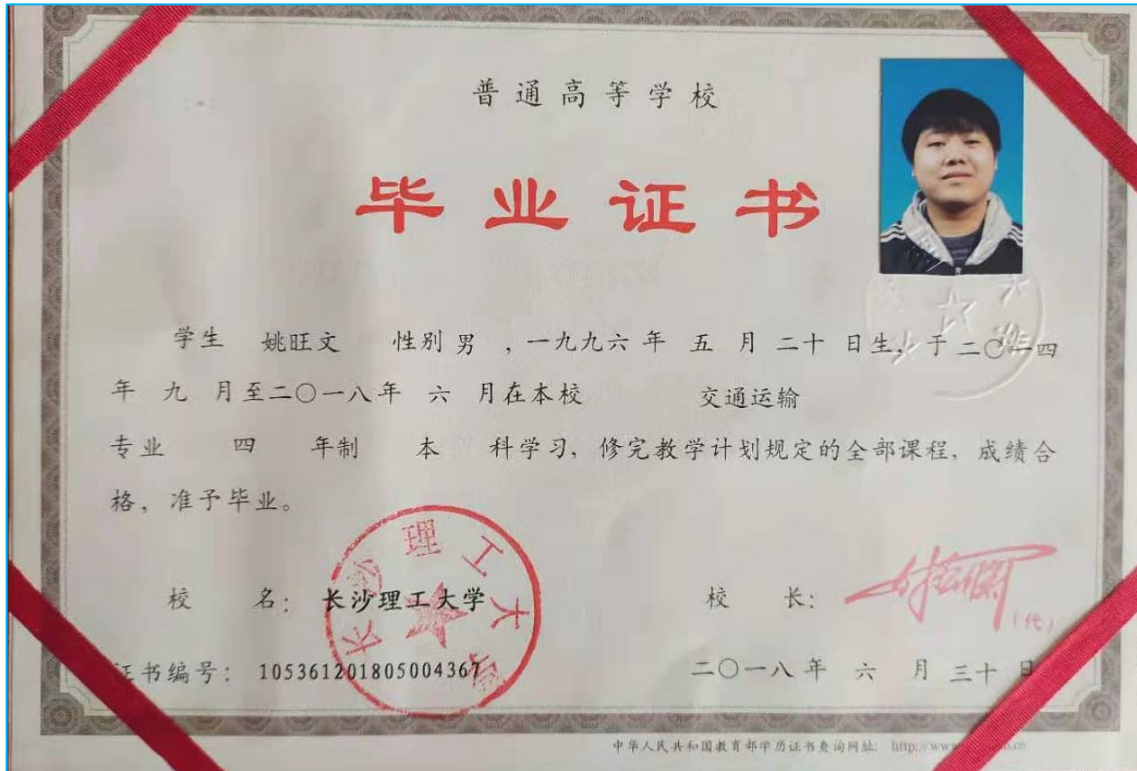 普通高等学校
毕业证书
学生 姚旺文 性别 男 ,一九九六 年 五 月 二十 日生,于 二〇一四
年 九 月至二〇一八年 六 月在本校 交通运输
专业 四 年制 本 科学习,修完教学计划规定的全部课程,成绩合
格,准予毕业。
校 名: 长沙理工大学
长沙理工大学
校 长:
(代)
证书编号: 105361201805004367
二〇一八年 六 月 三十 日
中华人民共和国教育部学历证书查询网址: http://www